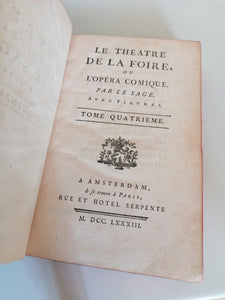 LE THEATRE
DE LA FOIRE,
OU
L'OPÉRA COMIQUE,
PAR LE SAGE.
AVEC FIGURES.
TOME QUATRIÈME.
A AMSTERDAM,
& se trouve à PARIS,
RUE ET HOTEL SERPENTE
M. DCC. LXXXIII.